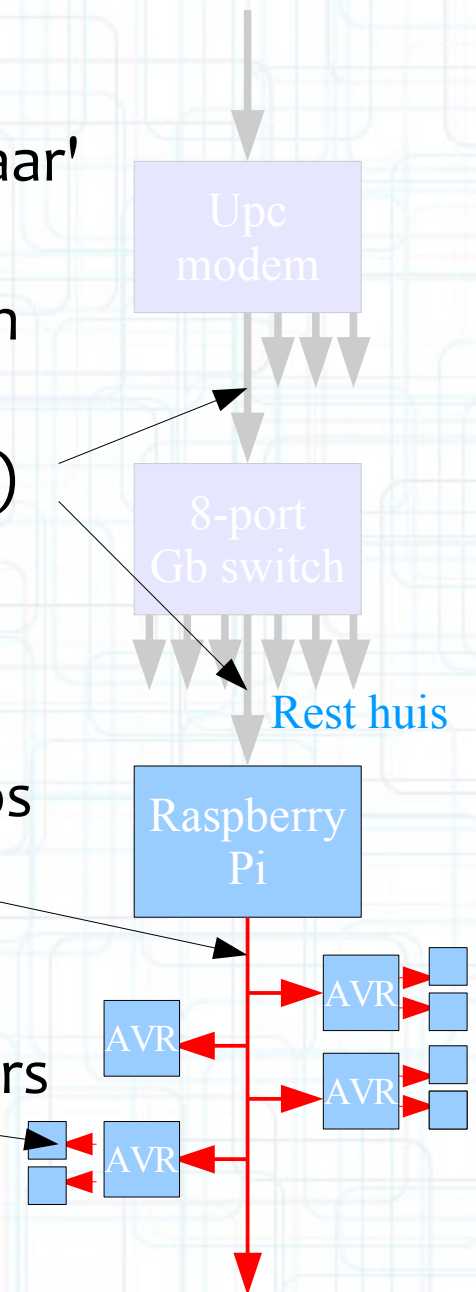 aar'
Upc
modem
n
)
8-port
Gb switch
Rest huis
os
Raspberry
Pi
AVR
AVR
rs
AVR
AVR